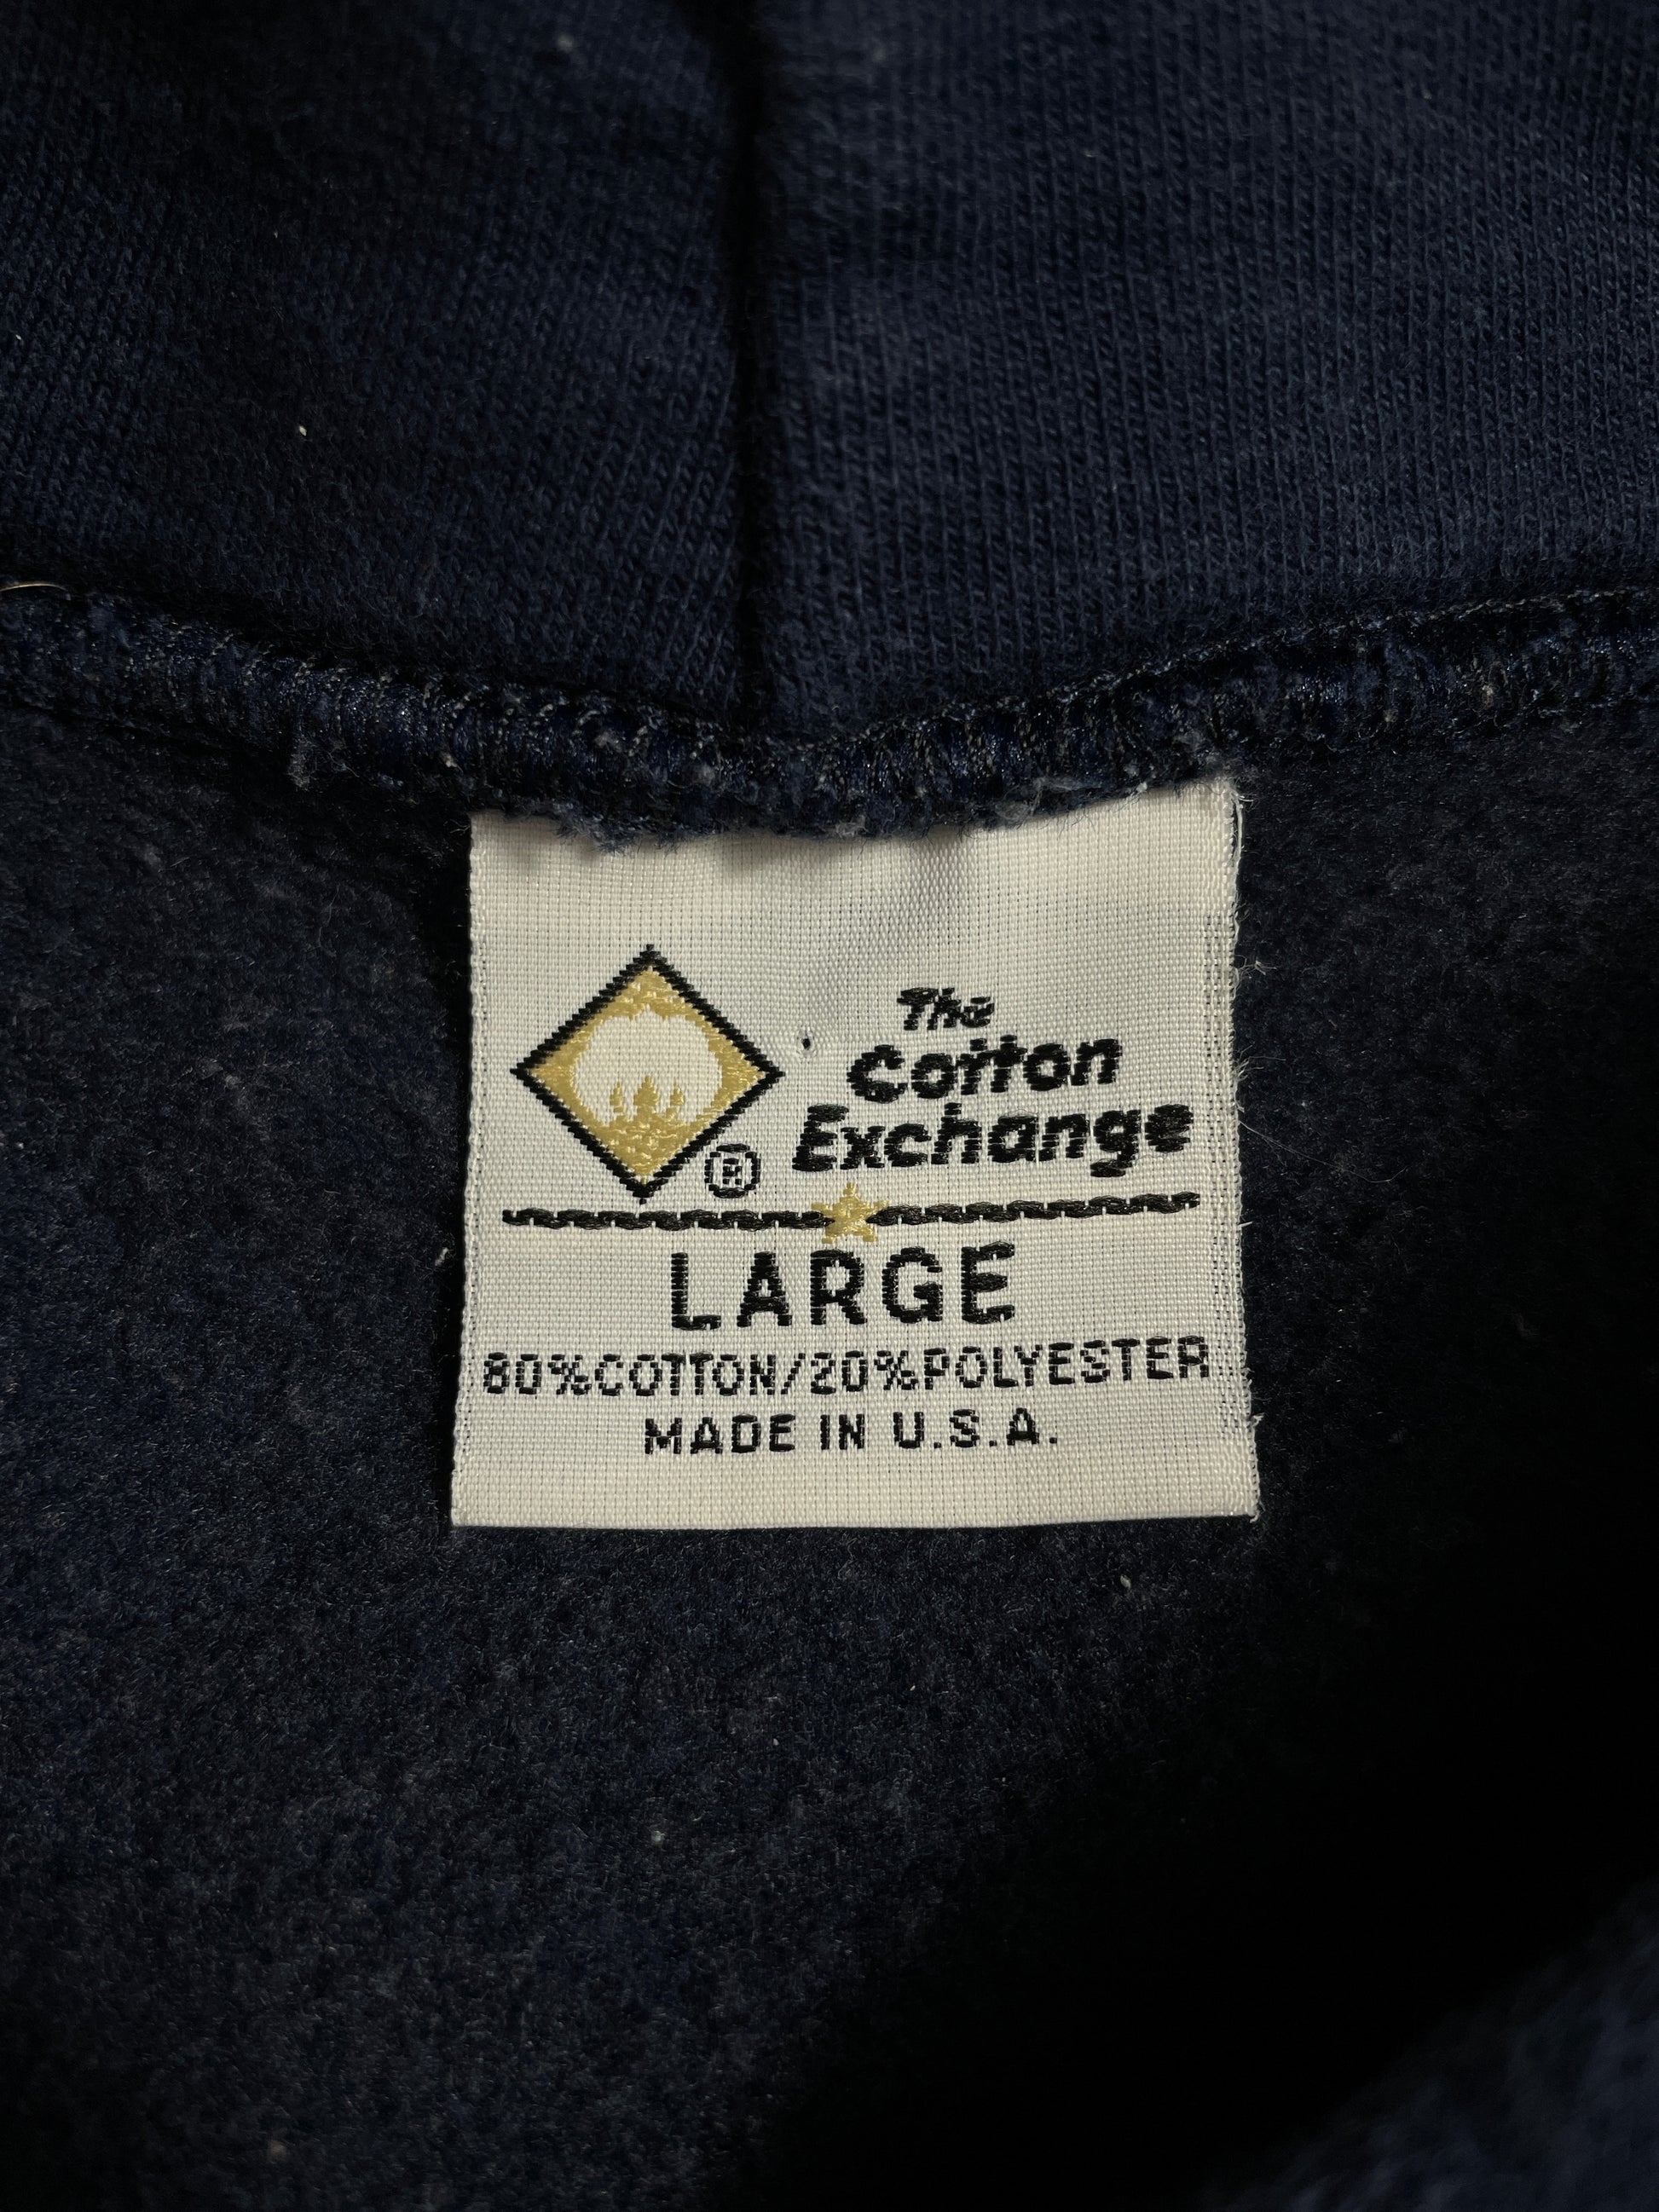 The
Cotton
Exchange
®
LARGE
80%COTTON/20%POLYESTER
MADE IN U.S.A.